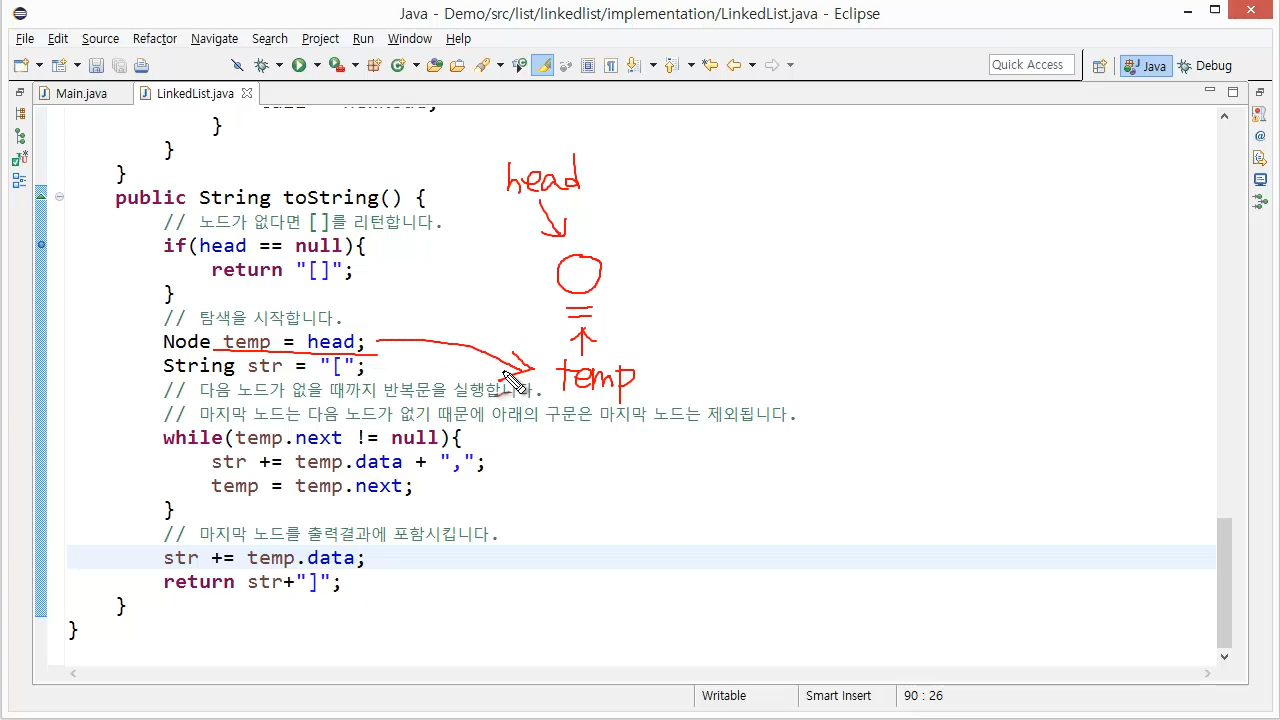 Java - Demo/src/list/linkedlist/implementation/LinkedList.java - Eclipse
File Edit Source Refactor Navigate Search Project Run Window Help
Quick Access Java Debug
Main.java LinkedList.java
}
}
}
public String toString() {
// 노드가 없다면 []를 리턴합니다.
if(head == null){
return "[]";
}
// 탐색을 시작합니다.
Node temp = head;
String str = "[";
// 다음 노드가 없을 때까지 반복문을 실행합니다.
// 마지막 노드는 다음 노드가 없기 때문에 아래의 구문은 마지막 노드는 제외됩니다.
while(temp.next != null){
str += temp.data + ",";
temp = temp.next;
}
// 마지막 노드를 출력결과에 포함시킵니다.
str += temp.data;
return str+"]";
}
}
head
temp
Writable Smart Insert 90 : 26